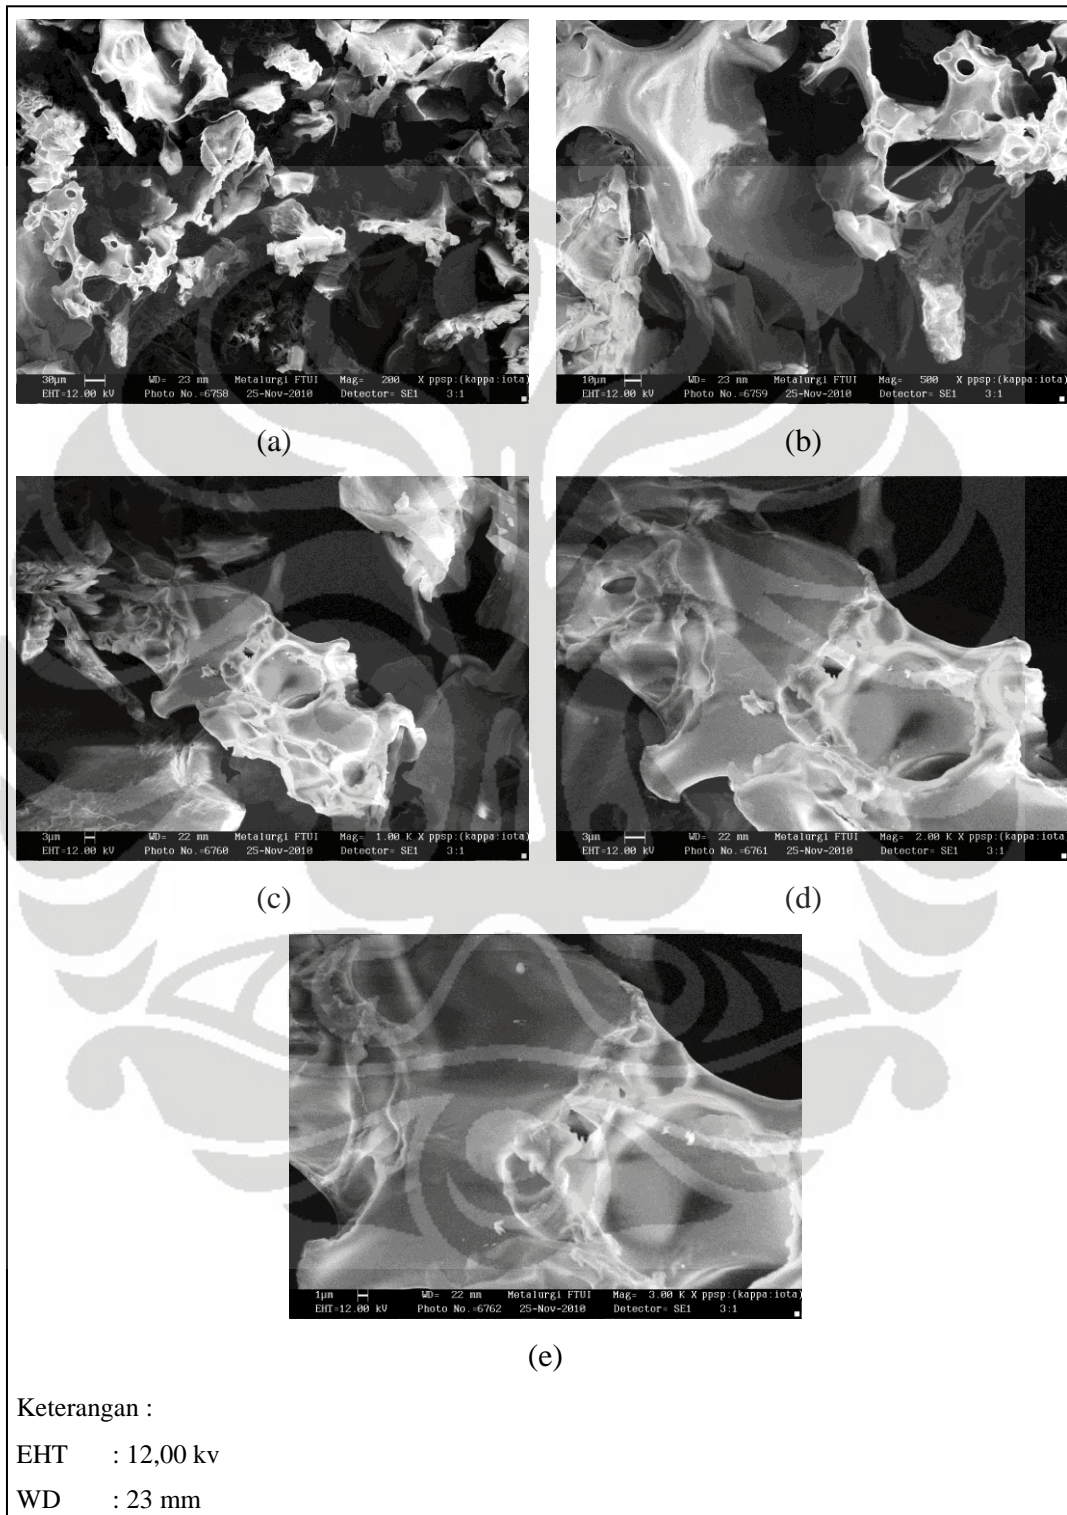 30µm WD= 23 mm Metalurgi FTUI Mag= 200 X ppsp:(kappa:iota)
EHT=12.00 kV Photo No.=6758 25-Nov-2010 Detector= SE1 3:1
10µm WD= 23 mm Metalurgi FTUI Mag= 500 X ppsp:(kappa:iota)
EHT=12.00 kV Photo No.=6759 25-Nov-2010 Detector= SE1 3:1
(a)
(b)
3µm WD= 22 mm Metalurgi FTUI Mag= 1.00 K X ppsp:(kappa:iota)
EHT=12.00 kV Photo No.=6760 25-Nov-2010 Detector= SE1 3:1
3µm WD= 22 mm Metalurgi FTUI Mag= 2.00 K X ppsp:(kappa:iota)
EHT=12.00 kV Photo No.=6761 25-Nov-2010 Detector= SE1 3:1
(c)
(d)
1µm WD= 22 mm Metalurgi FTUI Mag= 3.00 K X ppsp:(kappa:iota)
EHT=12.00 kV Photo No.=6762 25-Nov-2010 Detector= SE1 3:1
(e)
Keterangan :
EHT : 12,00 kv
WD : 23 mm